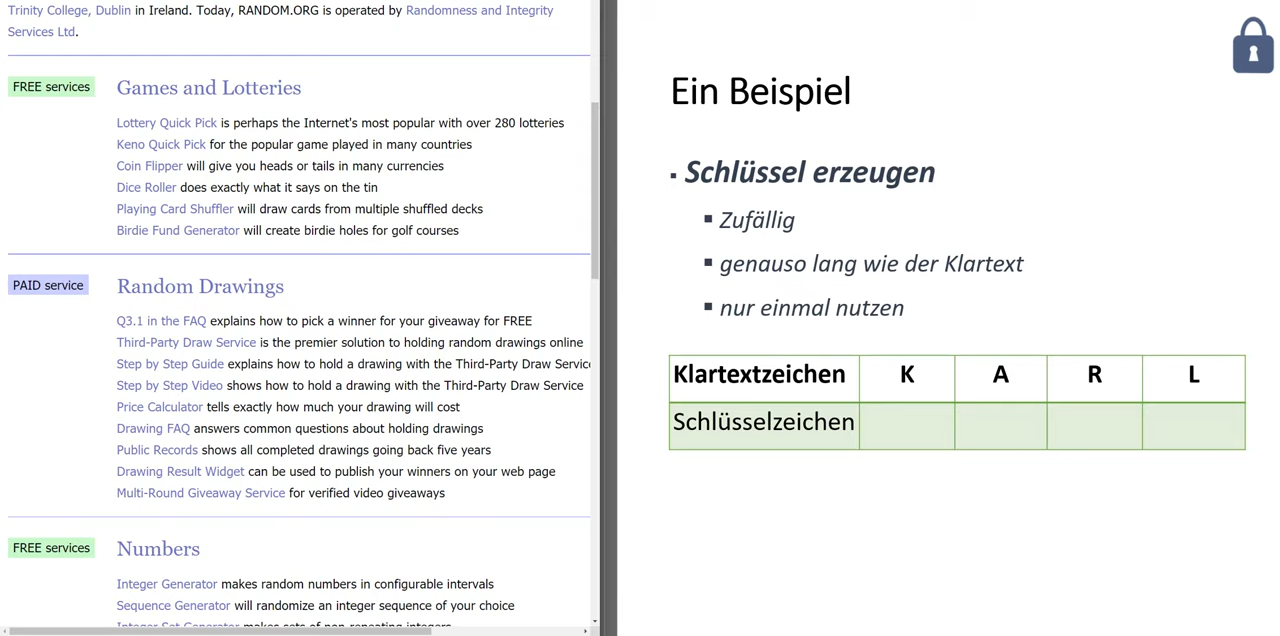 Trinity College, Dublin in Ireland. Today, RANDOM.ORG is operated by Randomness and Integrity
Services Ltd.
FREE services
Games and Lotteries
Lottery Quick Pick is perhaps the Internet's most popular with over 280 lotteries
Keno Quick Pick for the popular game played in many countries
Coin Flipper will give you heads or tails in many currencies
Dice Roller does exactly what it says on the tin
Playing Card Shuffler will draw cards from multiple shuffled decks
Birdie Fund Generator will create birdie holes for golf courses
PAID service
Random Drawings
Q3.1 in the FAQ explains how to pick a winner for your giveaway for FREE
Third-Party Draw Service is the premier solution to holding random drawings online
Step by Step Guide explains how to hold a drawing with the Third-Party Draw Servic
Step by Step Video shows how to hold a drawing with the Third-Party Draw Service
Price Calculator tells exactly how much your drawing will cost
Drawing FAQ answers common questions about holding drawings
Public Records shows all completed drawings going back five years
Drawing Result Widget can be used to publish your winners on your web page
Multi-Round Giveaway Service for verified video giveaways
FREE services
Numbers
Integer Generator makes random numbers in configurable intervals
Sequence Generator will randomize an integer sequence of your choice
Integer Set Generator makes sets of non-repeating integers
Ein Beispiel
▪ Schlüssel erzeugen
▪ Zufällig
▪ genauso lang wie der Klartext
▪ nur einmal nutzen
Klartextzeichen K A R L
Schlüsselzeichen